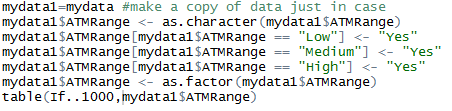 mydata1=mydata #make a copy of data just in case
mydata1$ATMRange <- as.character(mydata1$ATMRange)
mydata1$ATMRange[mydata1$ATMRange == "Low"] <- "Yes"
mydata1$ATMRange[mydata1$ATMRange == "Medium"] <- "Yes"
mydata1$ATMRange[mydata1$ATMRange == "High"] <- "Yes"
mydata1$ATMRange <- as.factor(mydata1$ATMRange)
table(If..1000,mydata1$ATMRange)